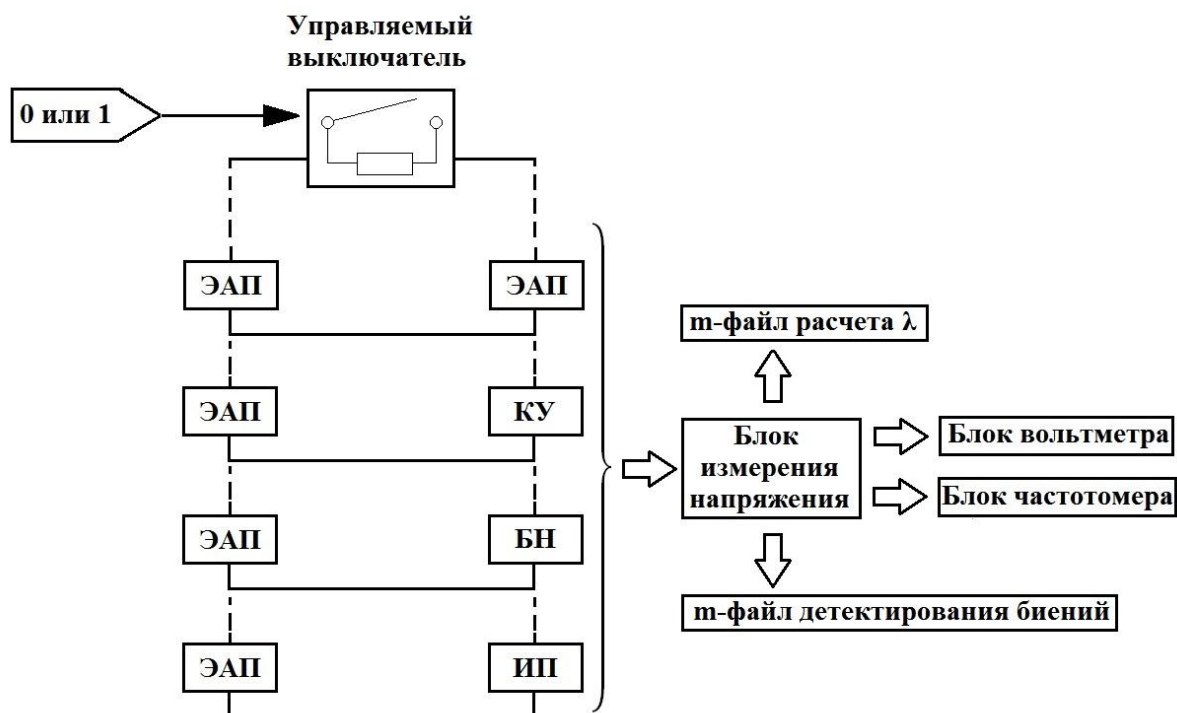 Управляемый
выключатель
0 или 1
ЭАП
ЭАП
ЭАП
КУ
ЭАП
БН
ЭАП
ИП
m-файл расчета λ
Блок
измерения
напряжения
Блок вольтметра
Блок частотомера
m-файл детектирования биений